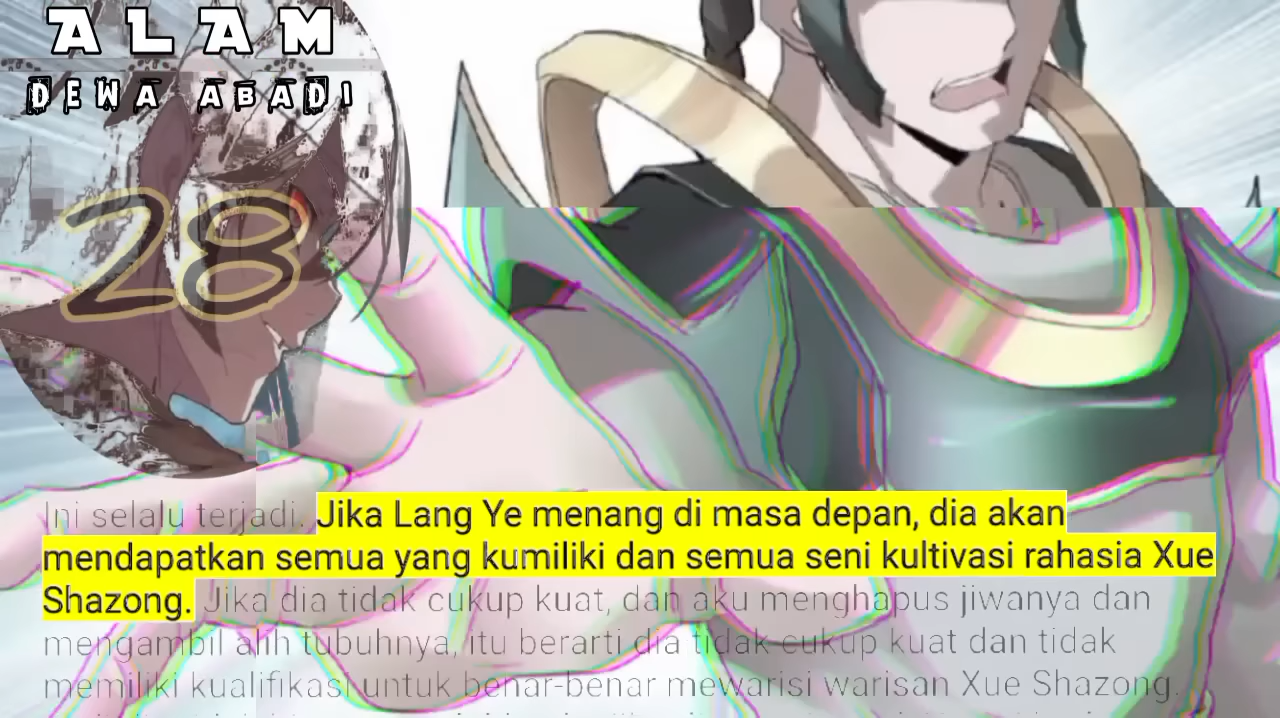 ALAM
DEWA ABADI
28
Ini selalu terjadi. Jika Lang Ye menang di masa depan, dia akan
mendapatkan semua yang kumiliki dan semua seni kultivasi rahasia Xue
Shazong. Jika dia tidak cukup kuat, dan aku menghapus jiwanya dan
mengambil alih tubuhnya, itu berarti dia tidak cukup kuat dan tidak
memiliki kualifikasi untuk benar-benar mewarisi warisan Xue Shazong.